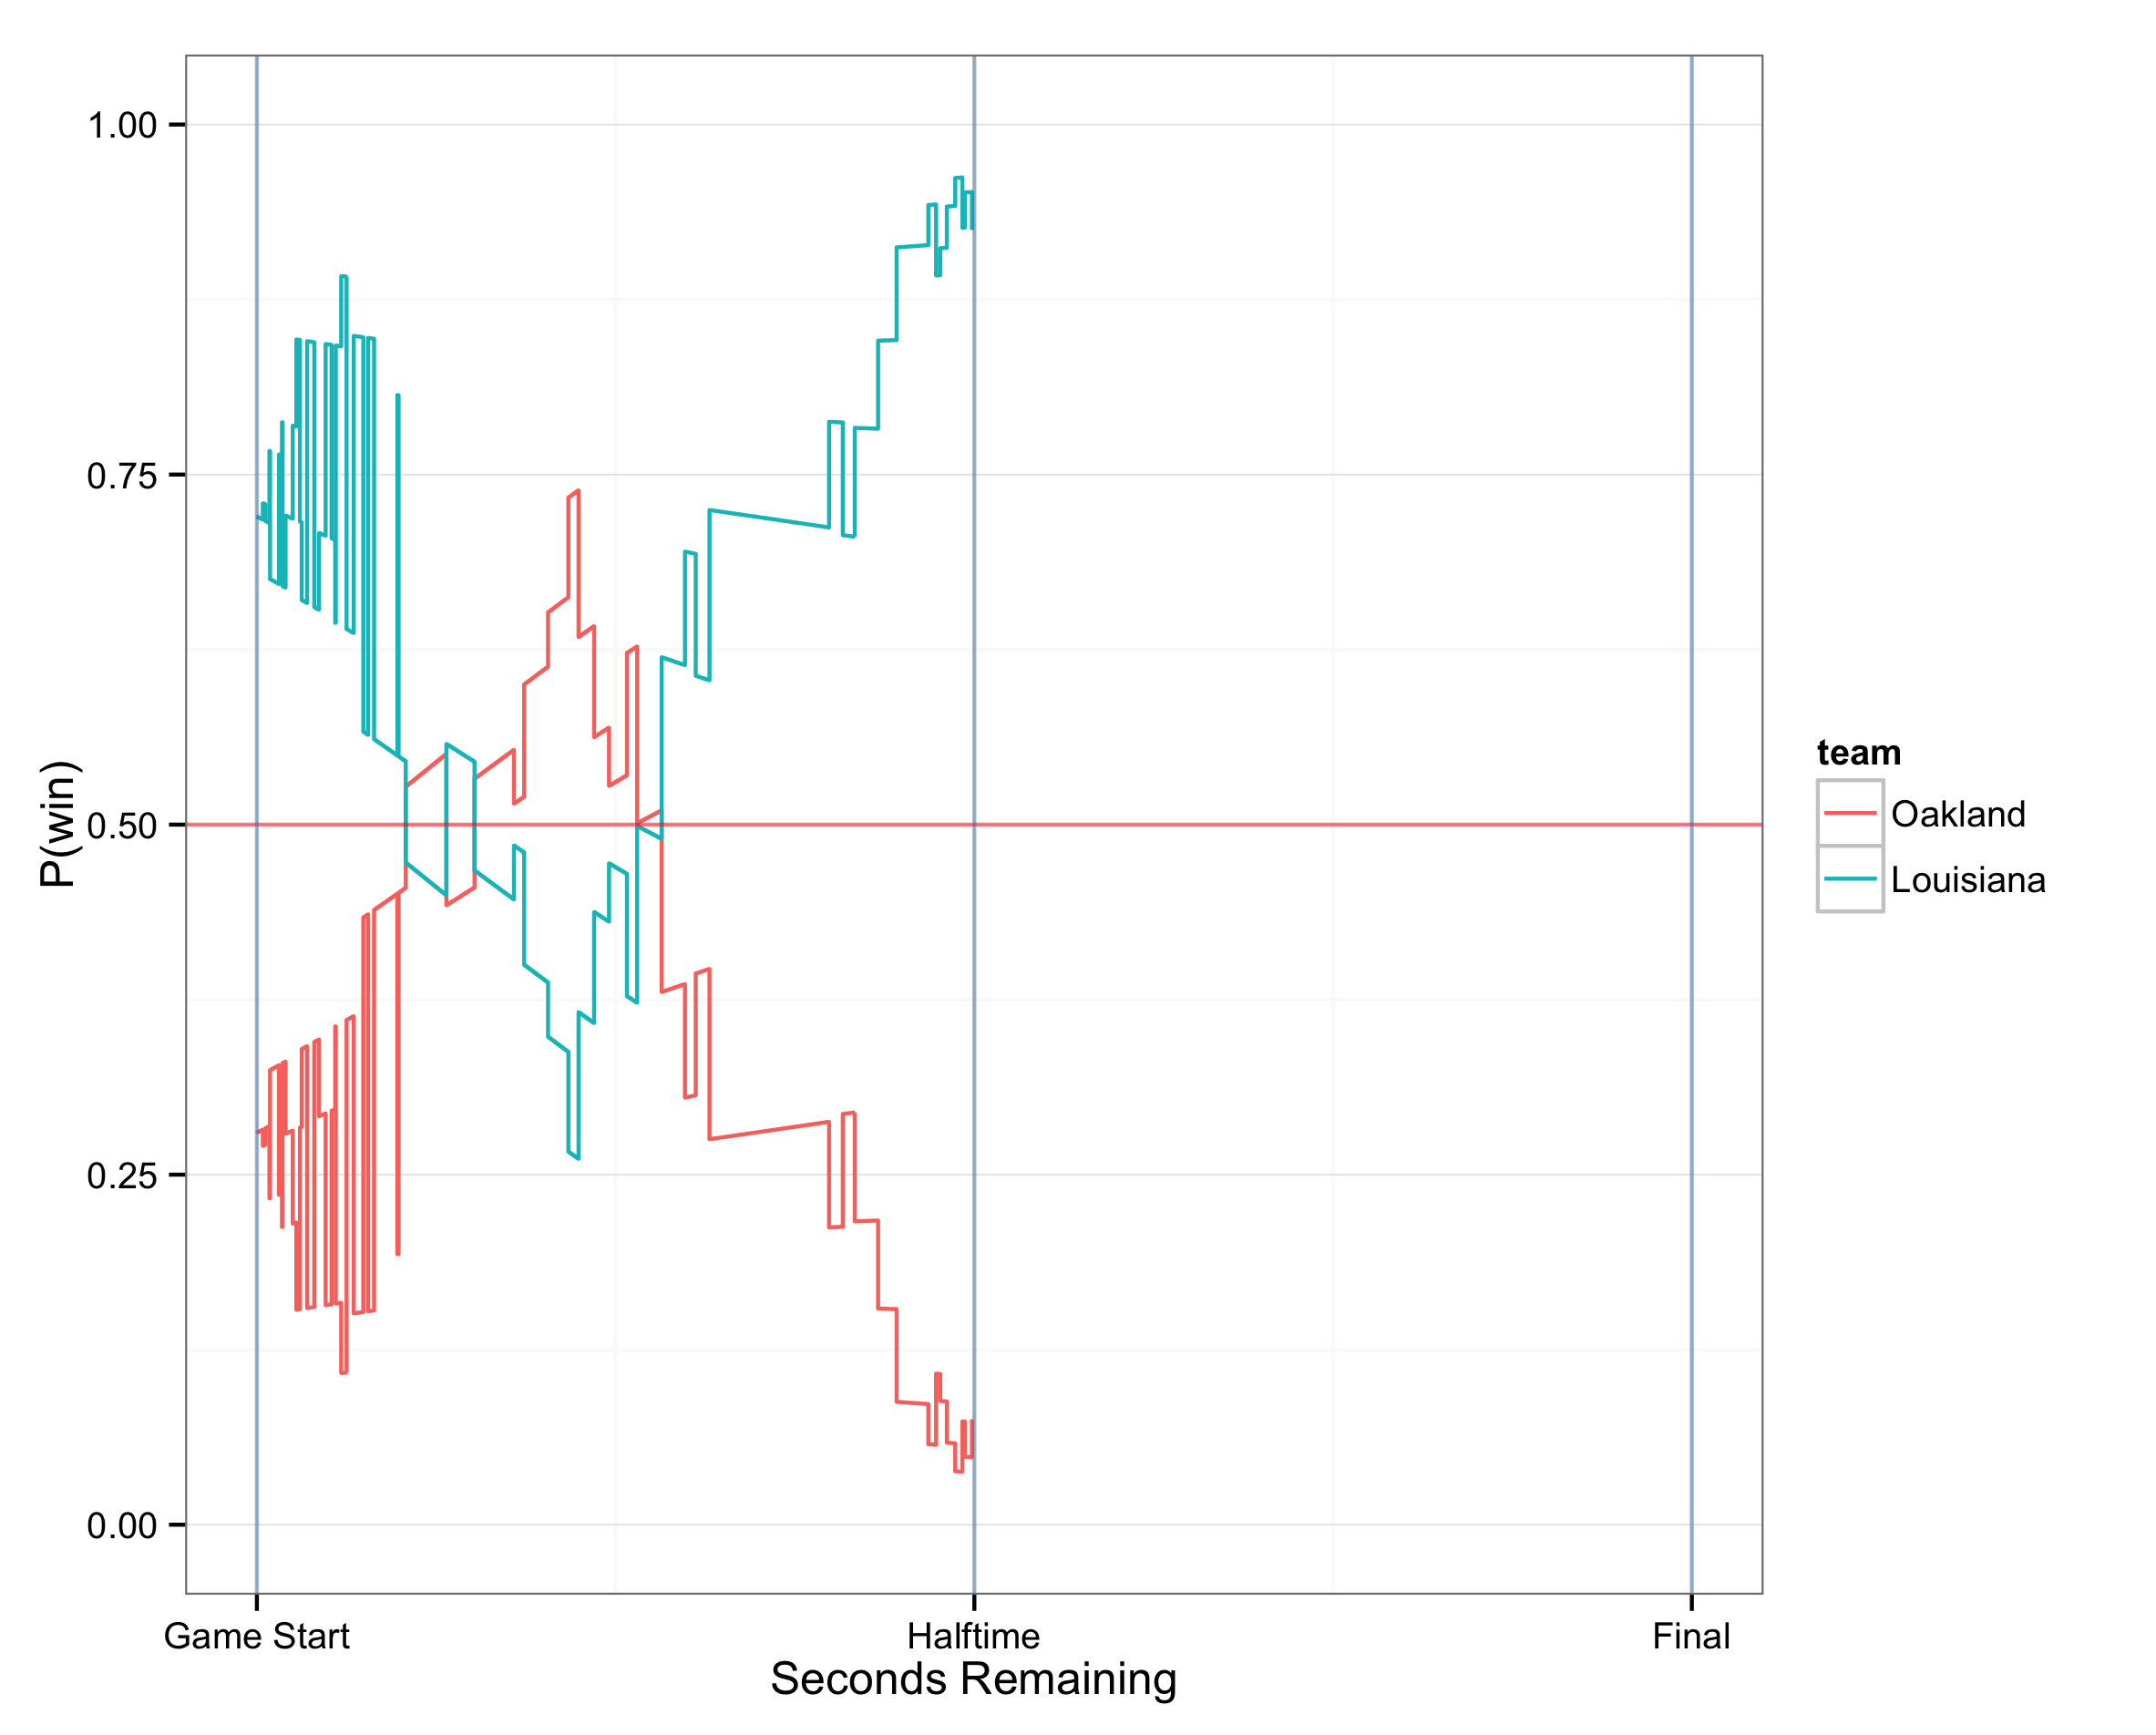 1.00
0.75
0.50
0.25
0.00
P(win)
Game Start
Halftime
Final
Seconds Remaining
team
Oakland
Louisiana